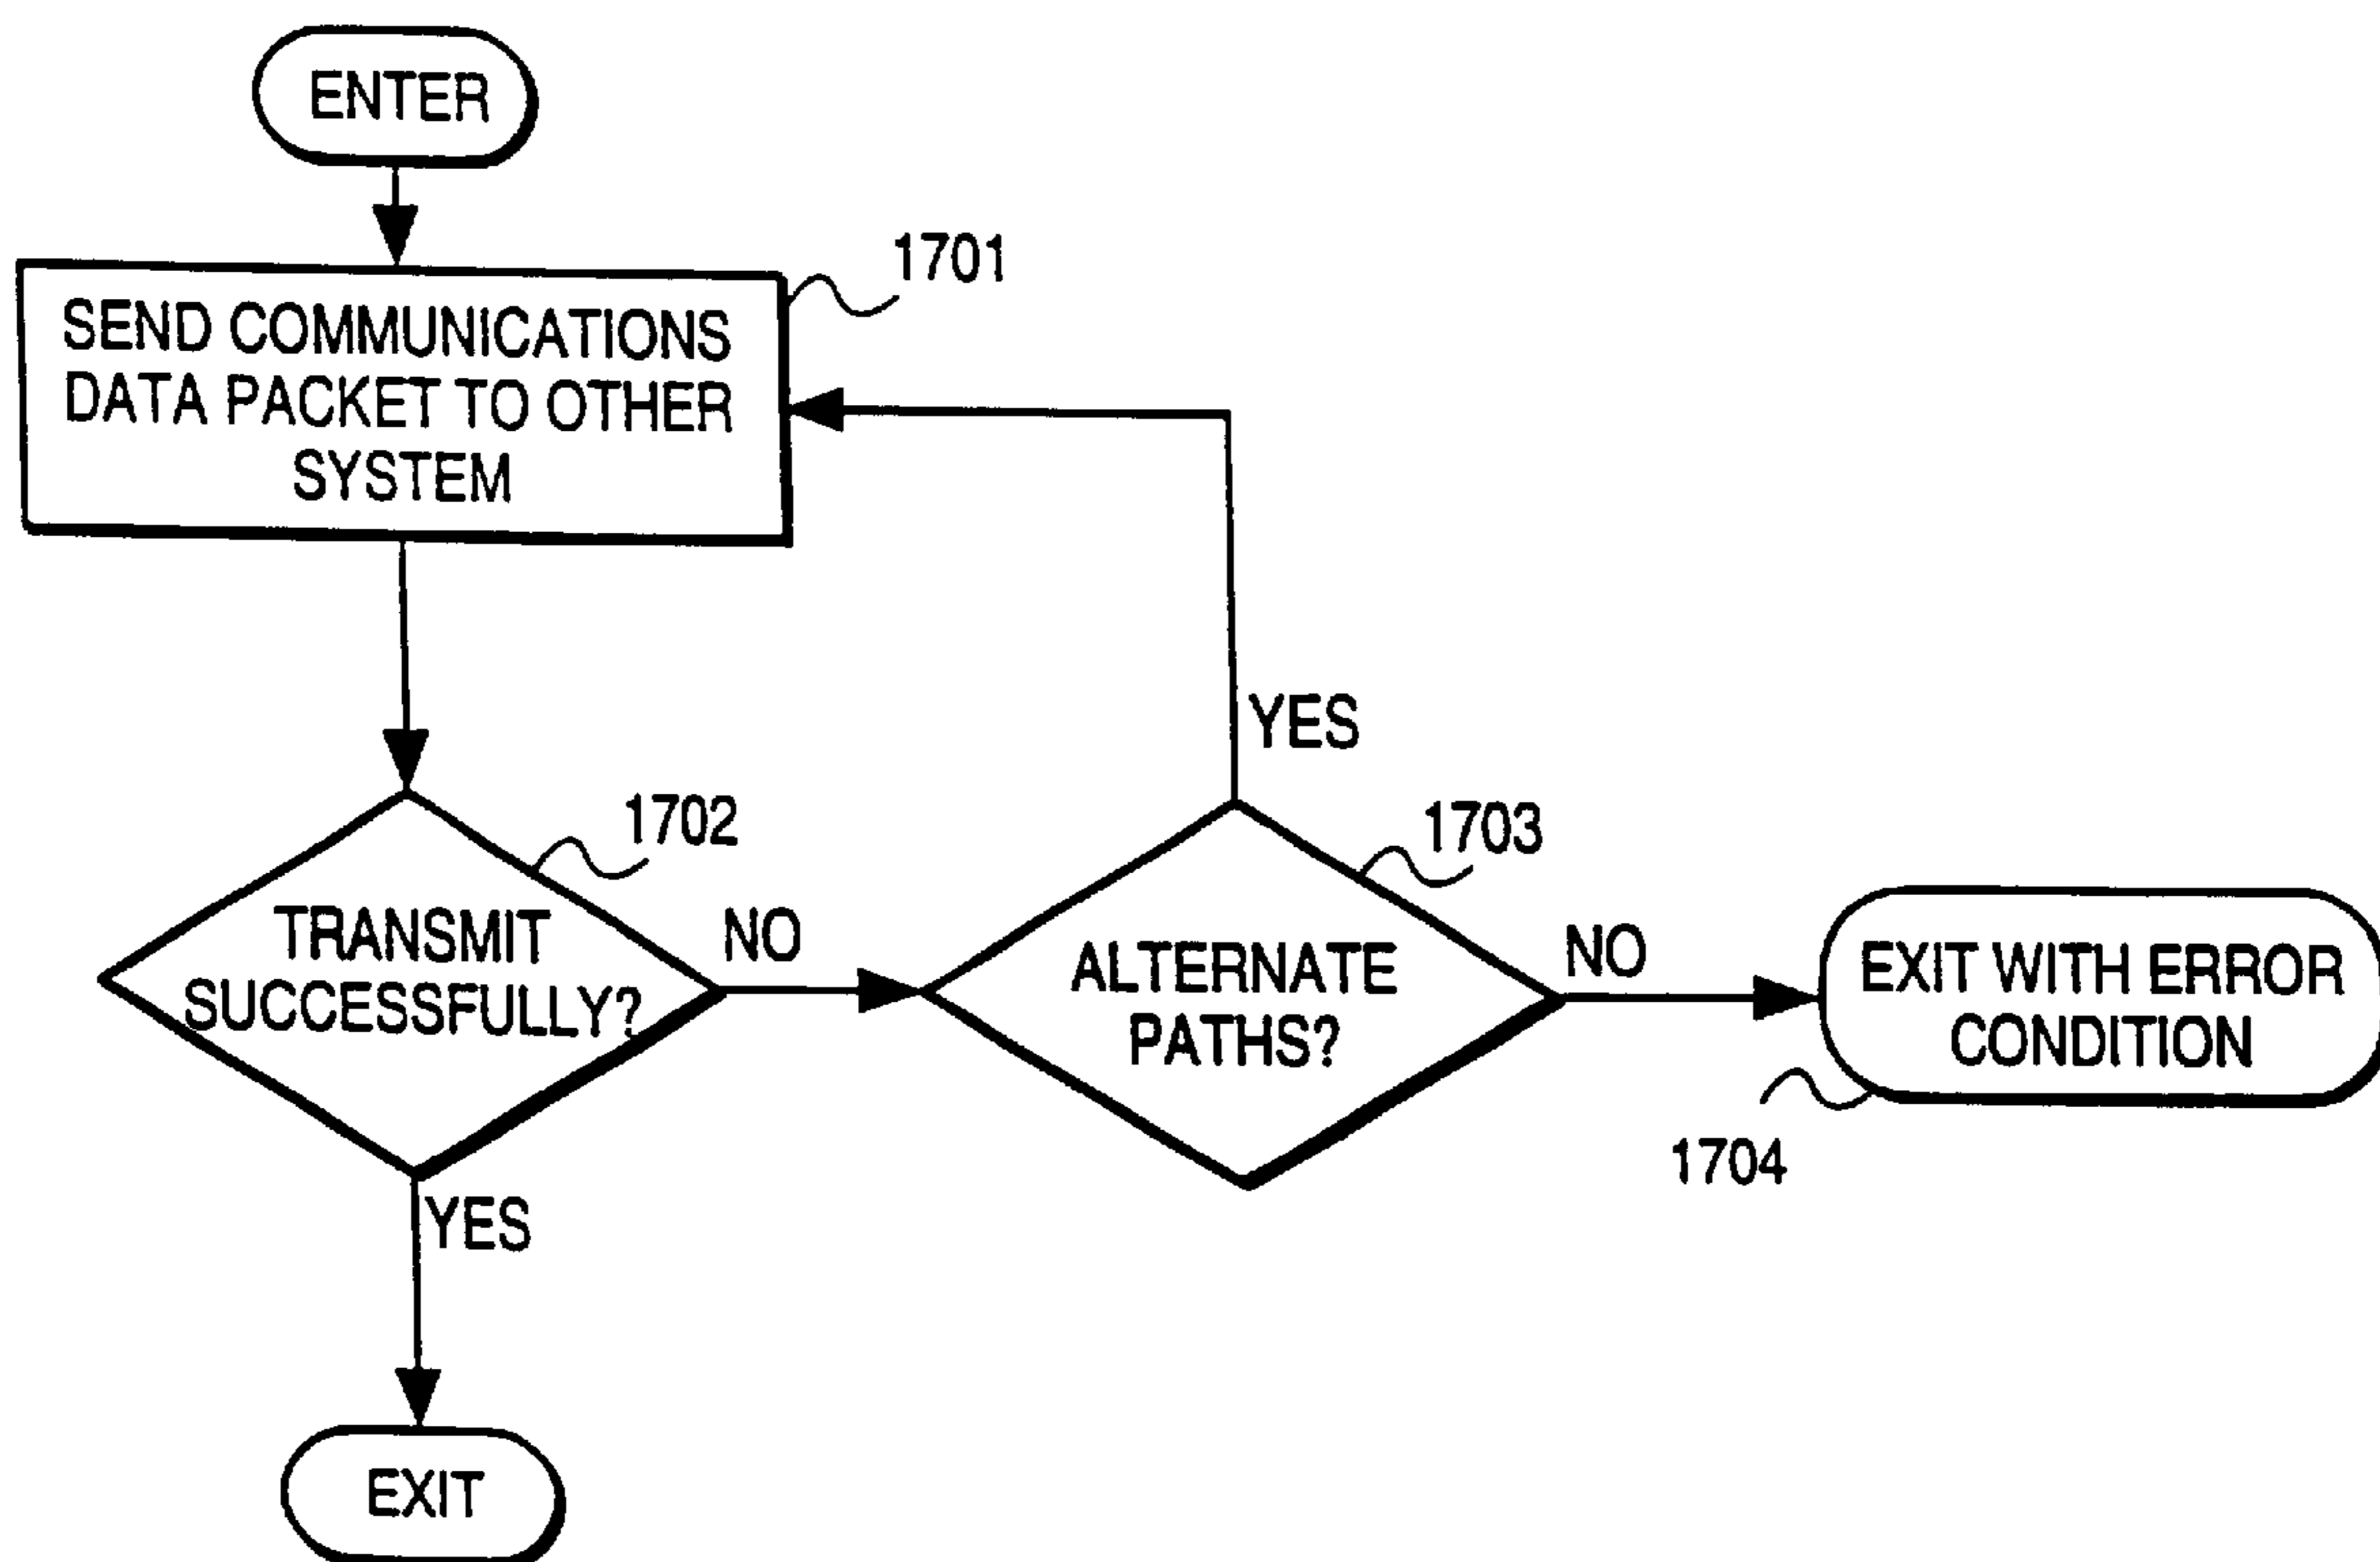 ENTER
1701
SEND COMMUNICATIONS
DATA PACKET TO OTHER
SYSTEM
YES
1702
1703
TRANSMIT
SUCCESSFULLY?
NO
ALTERNATE
PATHS?
NO
EXIT WITH ERROR
CONDITION
1704
YES
EXIT